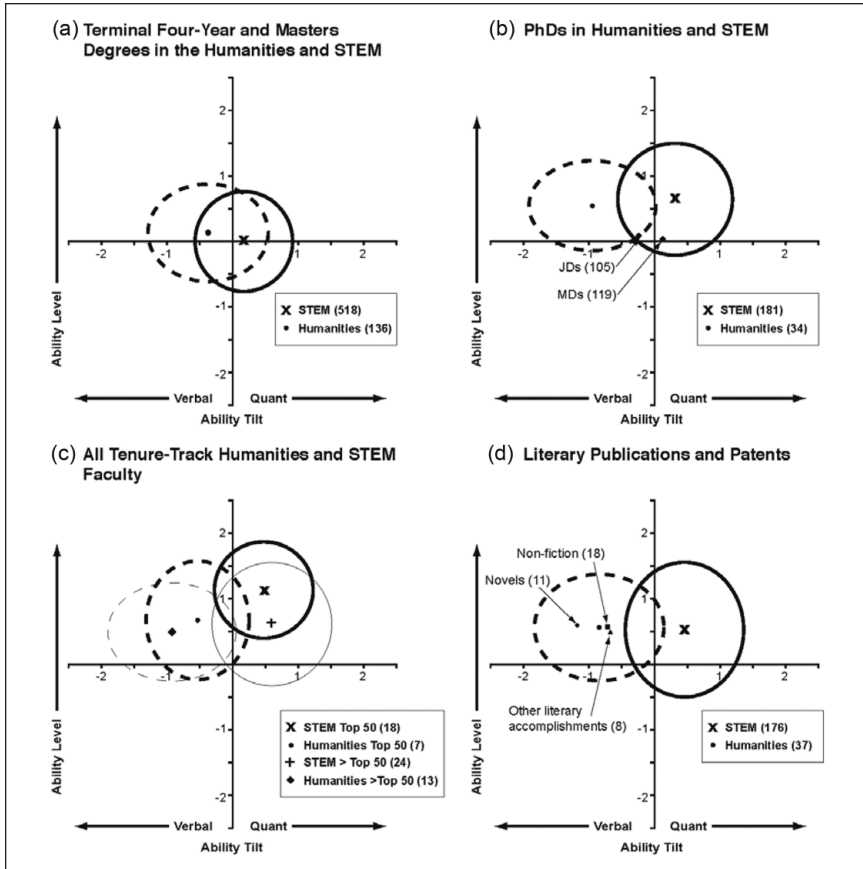 (a) Terminal Four-Year and Masters
Degrees in the Humanities and STEM
2
1
-2
-1
0
1
2
-1
-2
Ability Level
X STEM (518)
• Humanities (136)
Verbal
Quant
Ability Tilt
(b) PhDs in Humanities and STEM
2
1
-2
-1
0
1
2
JDs (105)
MDs (119)
-1
-2
Ability Level
X STEM (181)
• Humanities (34)
Verbal
Quant
Ability Tilt
(c) All Tenure-Track Humanities and STEM
Faculty
2
1
-2
-1
0
1
2
-1
-2
Ability Level
X STEM Top 50 (18)
• Humanities Top 50 (7)
+ STEM > Top 50 (24)
◆ Humanities >Top 50 (13)
Verbal
Quant
Ability Tilt
(d) Literary Publications and Patents
2
Non-fiction (18)
Novels (11)
1
-2
-1
0
1
2
Other literary
accomplishments (8)
-1
-2
Ability Level
X STEM (176)
• Humanities (37)
Verbal
Quant
Ability Tilt